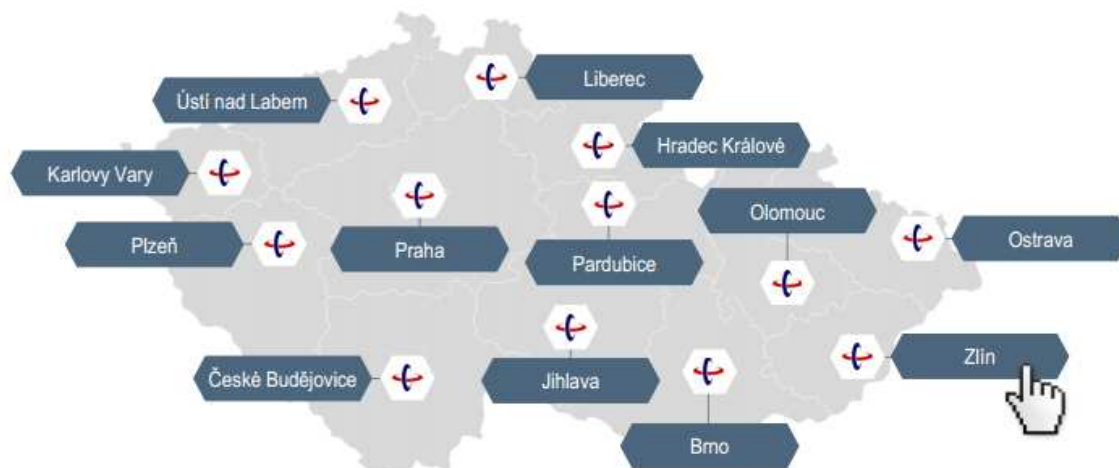 Liberec
Ústí nad Labem
Hradec Králové
Karlovy Vary
Olomouc
Plzeň
Praha
Pardubice
Ostrava
České Budějovice
Jihlava
Zlín
Brno